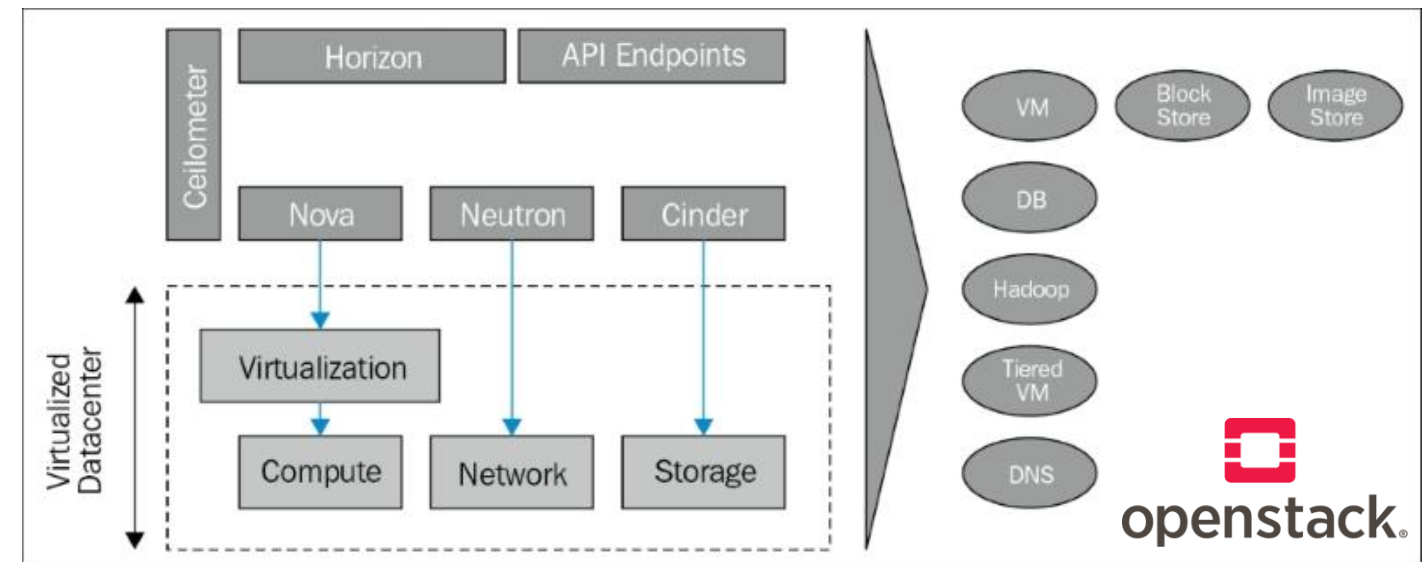 Ceilometer
Horizon
API Endpoints
Nova
Neutron
Cinder
Virtualized
Datacenter
Virtualization
Compute
Network
Storage
VM
Block
Store
Image
Store
DB
Hadoop
Tiered
VM
DNS
openstack®